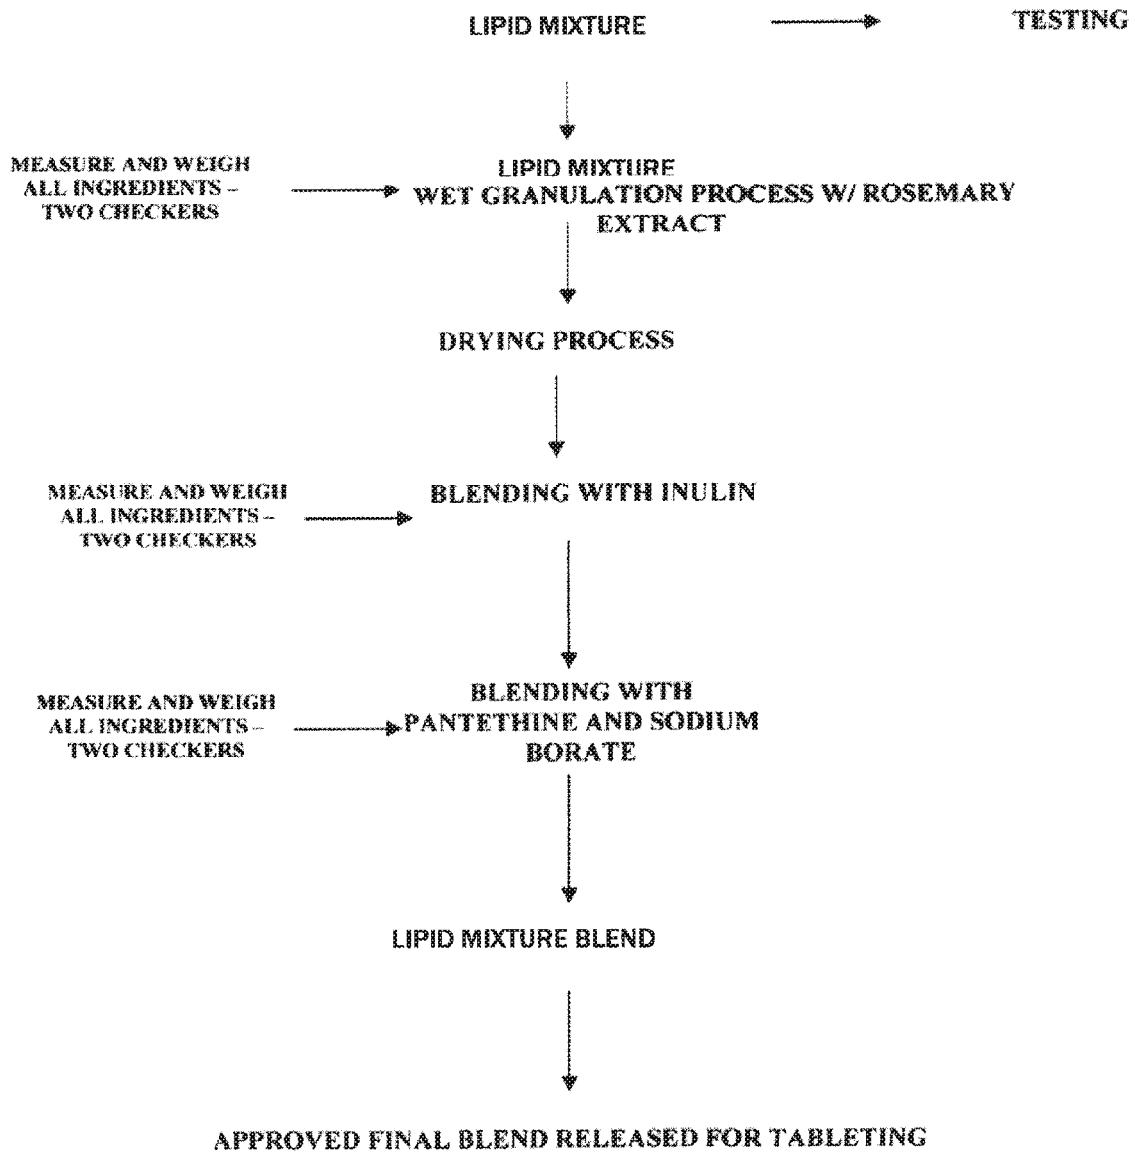 LIPID MIXTURE
TESTING
MEASURE AND WEIGH
ALL INGREDIENTS –
TWO CHECKERS
LIPID MIXTURE
WET GRANULATION PROCESS W/ ROSEMARY
EXTRACT
DRYING PROCESS
MEASURE AND WEIGH
ALL INGREDIENTS –
TWO CHECKERS
BLENDING WITH INULIN
MEASURE AND WEIGH
ALL INGREDIENTS –
TWO CHECKERS
BLENDING WITH
PANTETHINE AND SODIUM
BORATE
LIPID MIXTURE BLEND
APPROVED FINAL BLEND RELEASED FOR TABLETING